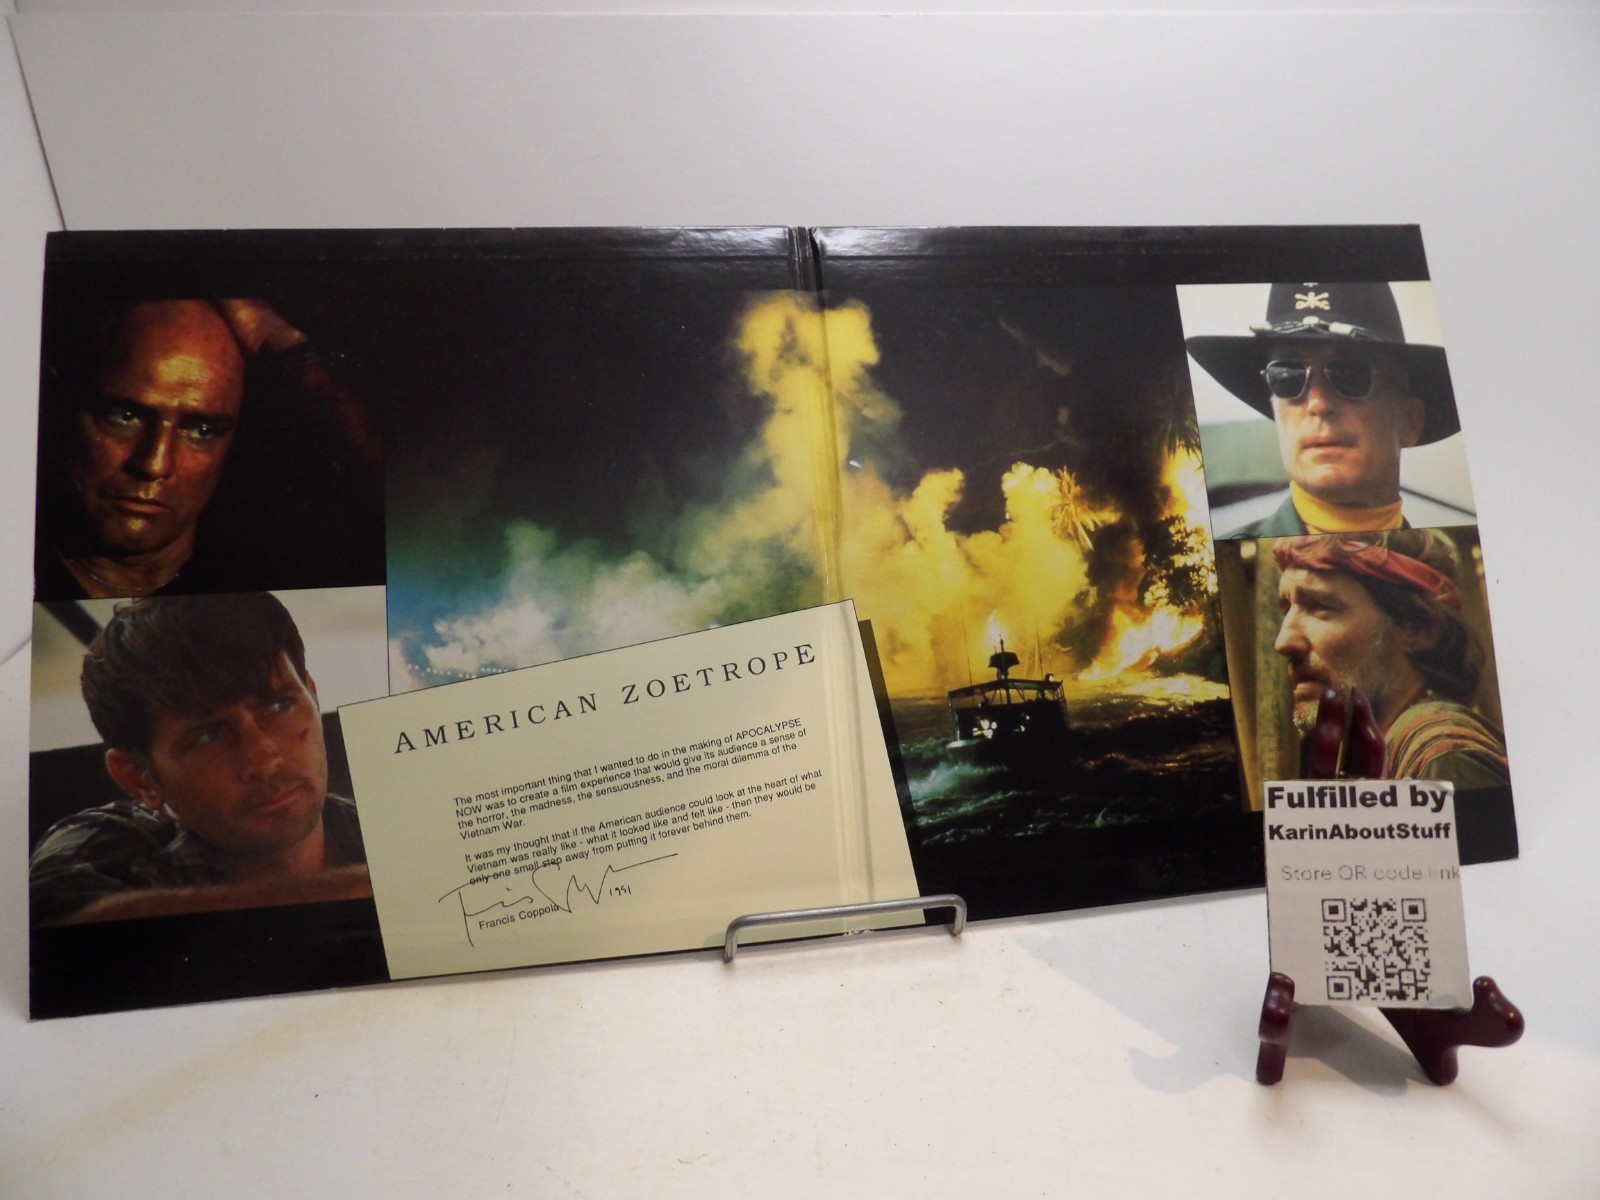 AMERICAN ZOETROPE
The most important thing that I wanted to do in the making of APOCALYPSE
NOW was to create a film experience that would give its audience a sense of
the horror, the madness, the sensuousness, and the moral dilemma of the
Vietnam War.
It was my thought that if the American audience could look at the heart of what
Vietnam was really like - what it looked like and felt like - then they would be
only one small step away from putting it forever behind them.
Francis Coppola
1991
Fulfilled by
KarinAboutStuff
Store QR code link